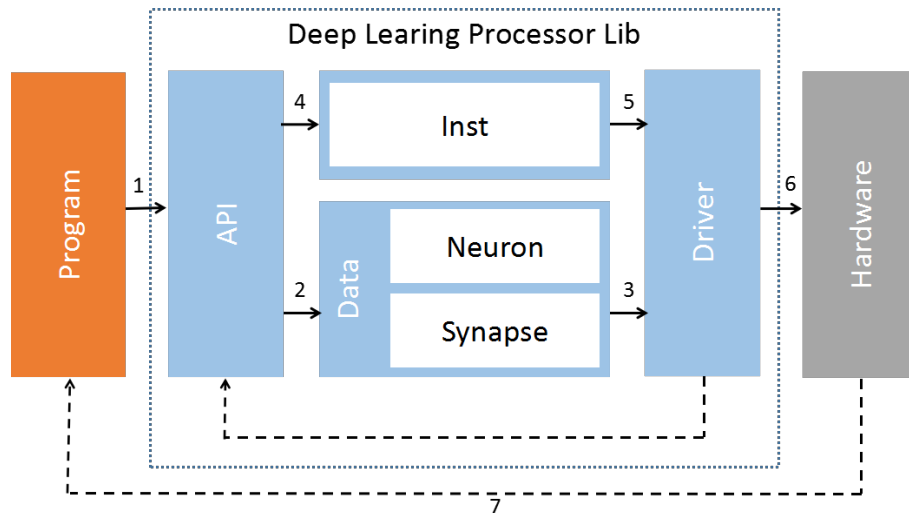 Deep Learing Processor Lib
Program
1
API
4
Inst
5
2
Data
Neuron
Synapse
3
Driver
6
Hardware
7